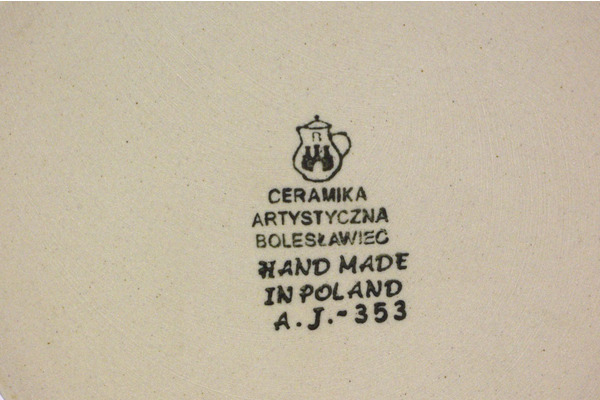 B
CERAMIKA
ARTYSTYCZNA
BOLESŁAWIEC
HAND MADE
IN POLAND
A.J.-353